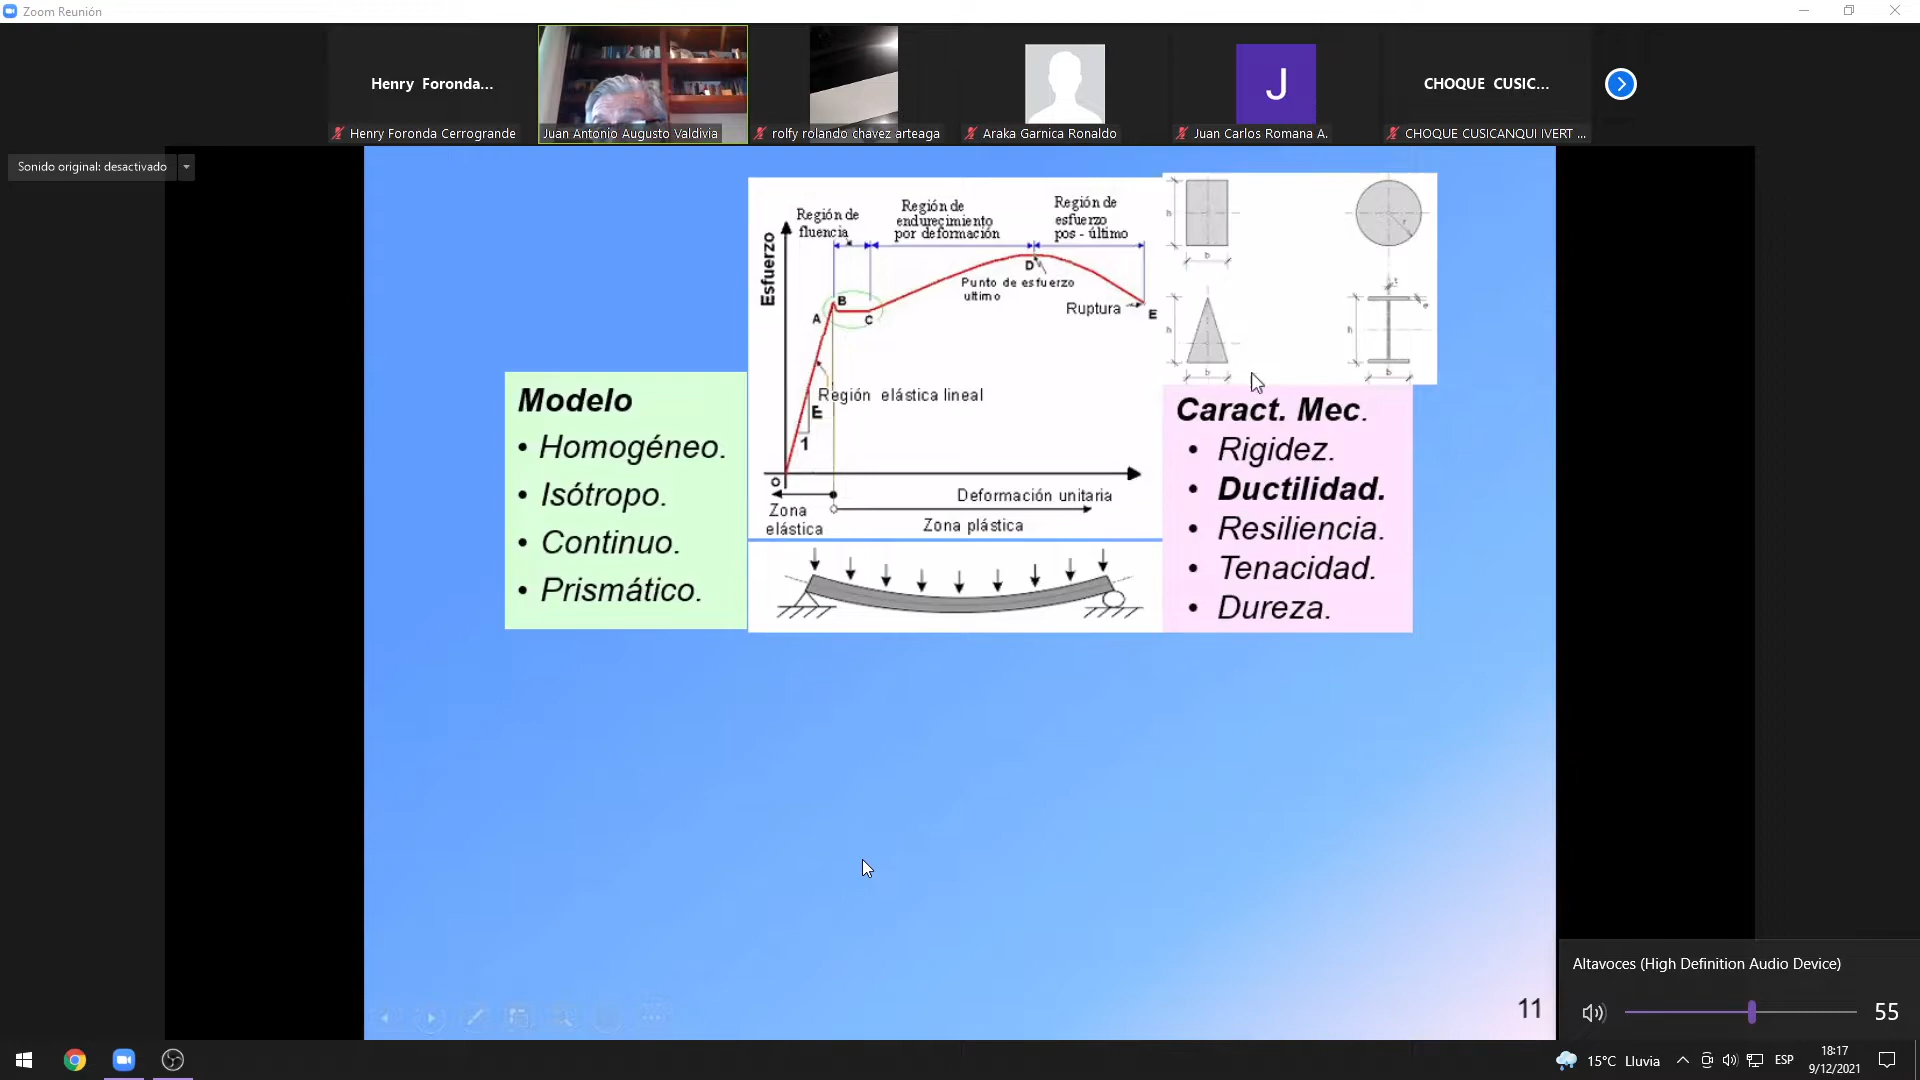 Zoom Reunión
Henry Foronda...
CHOQUE CUSIC...
J
Henry Foronda Cerrogrande
Juan Antonio Augusto Valdivia
rolfy rolando chavez arteaga
Araka Garnica Ronaldo
Juan Carlos Romana A.
CHOQUE CUSICANQUI IVERT ...
Sonido original: desactivado
Esfuerzo
Región de
fluencia
Región de
endurecimiento
por deformación
Región de
esfuerzo
pos - último
A
B
C
D
Punto de esfuerzo
ultimo
Ruptura
E
Región elástica lineal
E
1
O
Deformación unitaria
Zona
elástica
Zona plástica
h
b
r
h
b
t
e
h
b
Modelo
• Homogéneo.
• Isótropo.
• Continuo.
• Prismático.
Caract. Mec.
• Rigidez.
• Ductilidad.
• Resiliencia.
• Tenacidad.
• Dureza.
11
Altavoces (High Definition Audio Device)
55
15°C Lluvia
ESP
18:17
9/12/2021